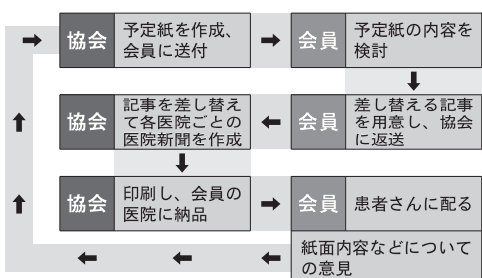 協会
予定紙を作成、
会員に送付
会員
予定紙の内容を
検討
会員
差し替える記事
を用意し、協会
に返送
協会
記事を差し替え
て各医院ごとの
医院新聞を作成
協会
印刷し、会員の
医院に納品
会員
患者さんに配る
紙面内容などについて
の意見